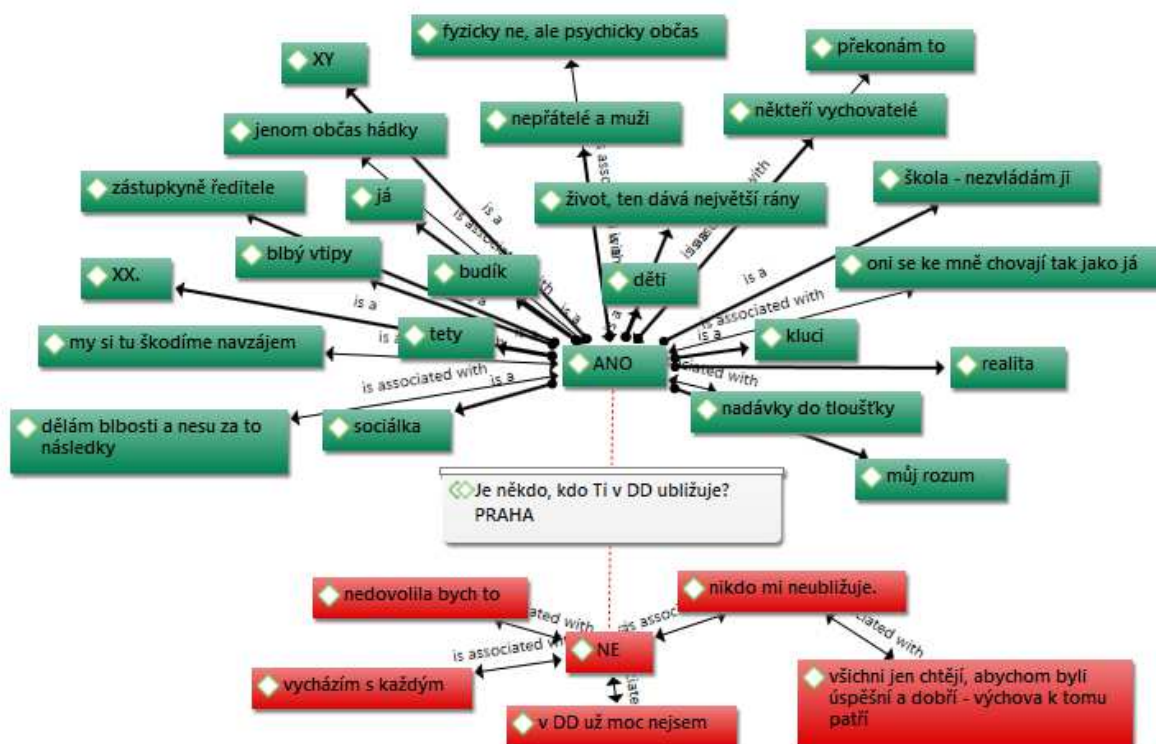 fyzicky ne, ale psychicky občas
XY
překonám to
jenom občas hádky
nepřátelé a muži
někteří vychovatelé
zástupkyně ředitele
já
život, ten dává největší rány
škola - nezvládám ji
blbý vtipy
budík
děti
oni se ke mně chovají tak jako já
XX.
is a
is a
is associated with
my si tu škodíme navzájem
tety
kluci
ANO
realita
is associated with
is a
dělám blbosti a nesu za to
následky
sociálka
nadávky do tloušťky
můj rozum
Je někdo, kdo Ti v DD ubližuje?
PRAHA
nedovolila bych to
nikdo mi neubližuje.
NE
is associated with
vycházím s každým
v DD už moc nejsem
všichni jen chtějí, abychom byli
úspěšní a dobří - výchova k tomu
patří